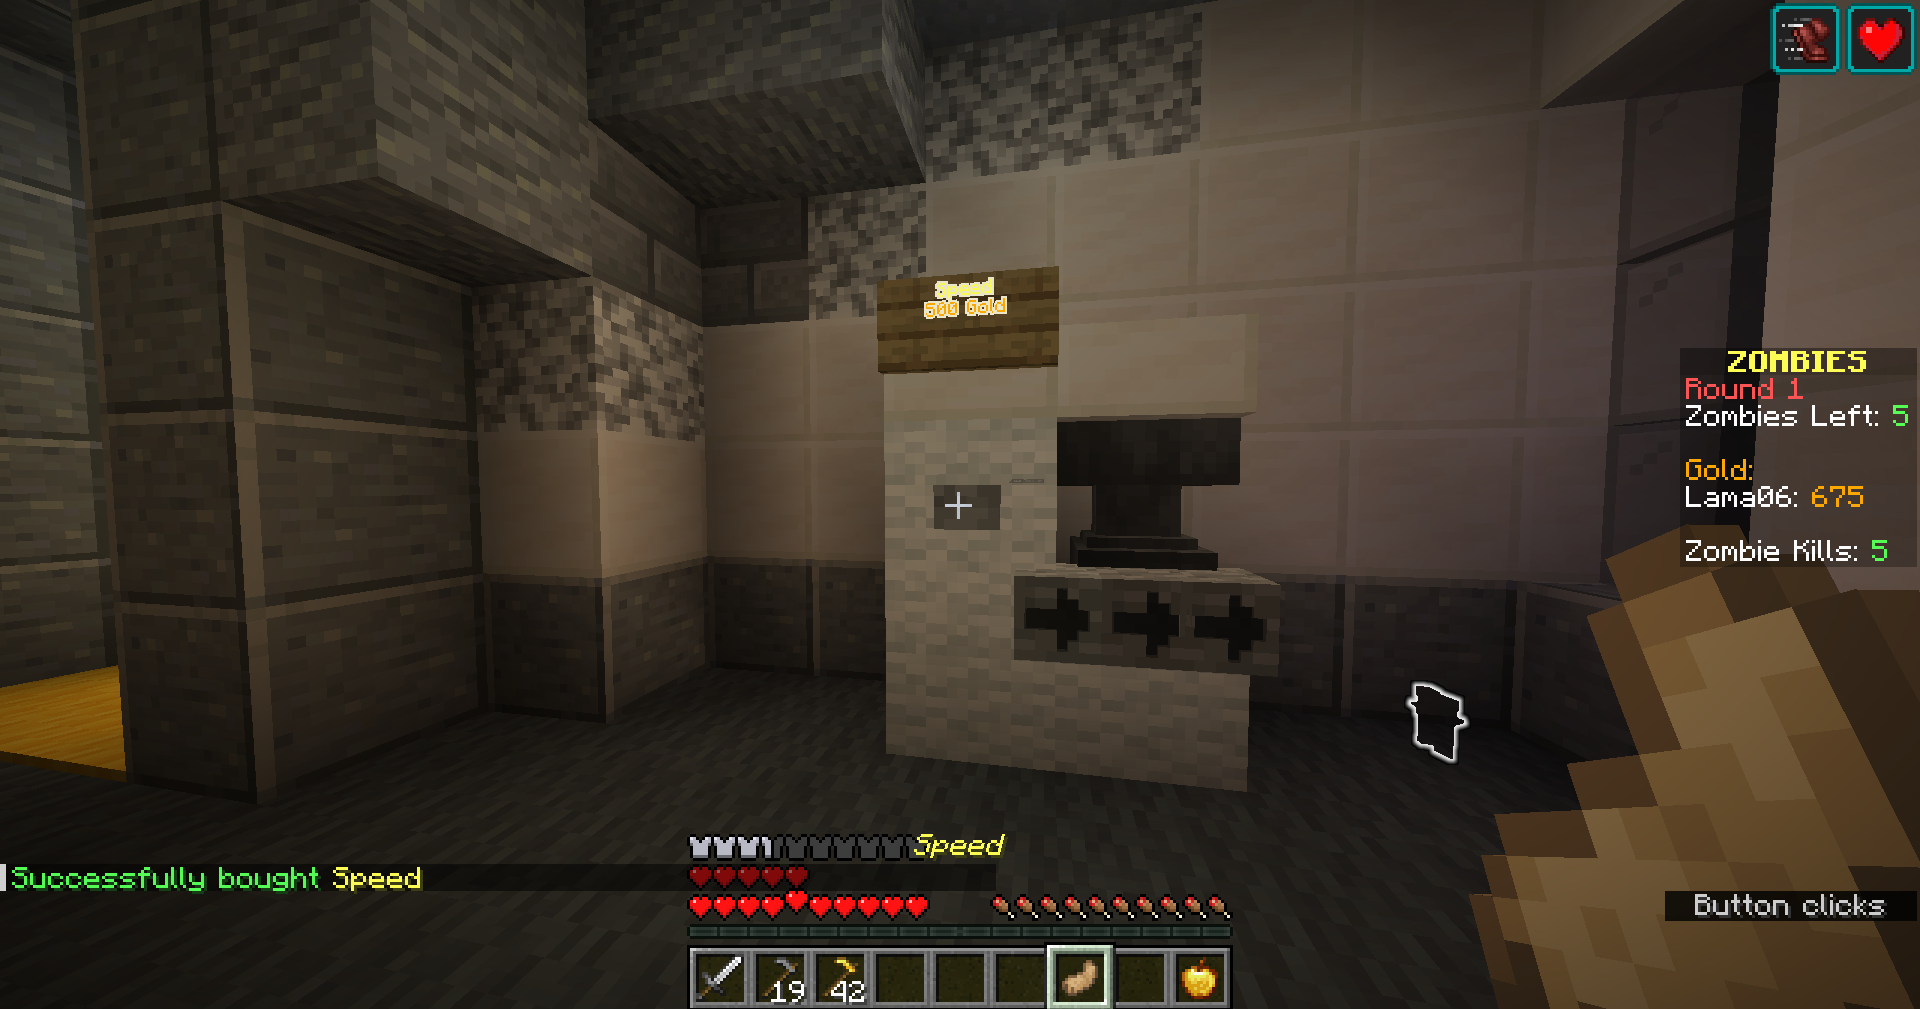 Speed
500 Gold
ZOMBIES
Round 1
Zombies Left: 5
Gold:
Lama06: 675
Zombie Kills: 5
Speed
Successfully bought Speed
Button clicks
19
42